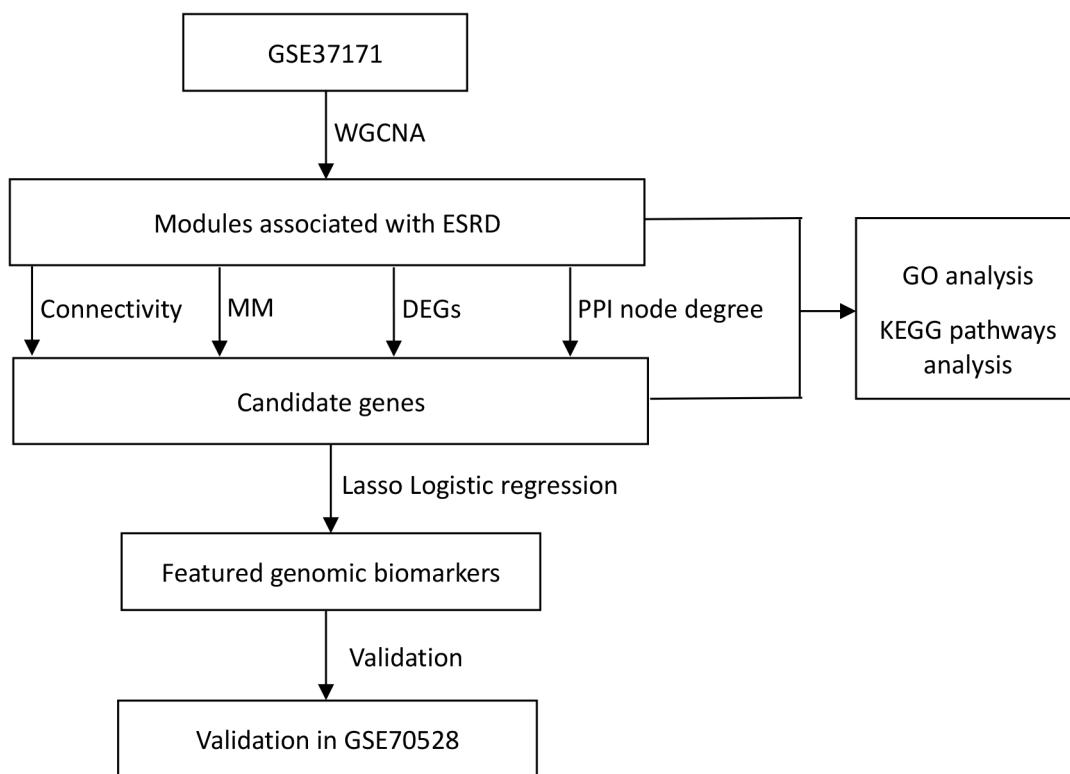 GSE37171
WGCNA
Modules associated with ESRD
Connectivity
MM
DEGs
PPI node degree
GO analysis
KEGG pathways
analysis
Candidate genes
Lasso Logistic regression
Featured genomic biomarkers
Validation
Validation in GSE70528